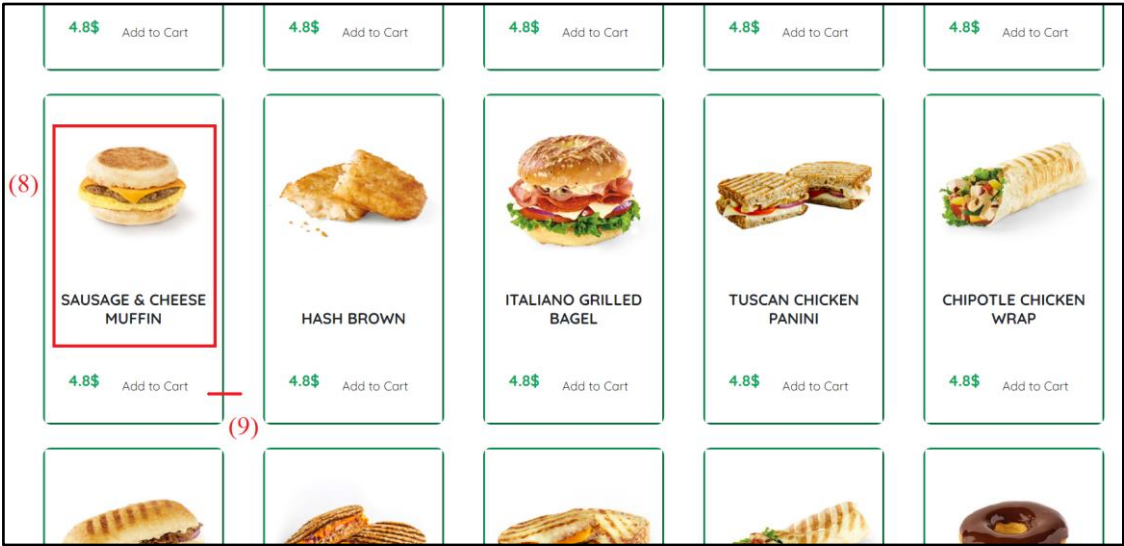 4.8$ Add to Cart 4.8$ Add to Cart 4.8$ Add to Cart 4.8$ Add to Cart 4.8$ Add to Cart
(8)
SAUSAGE & CHEESE
MUFFIN
HASH BROWN
ITALIANO GRILLED
BAGEL
TUSCAN CHICKEN
PANINI
CHIPOTLE CHICKEN
WRAP
4.8$ Add to Cart 4.8$ Add to Cart 4.8$ Add to Cart 4.8$ Add to Cart 4.8$ Add to Cart
(9)